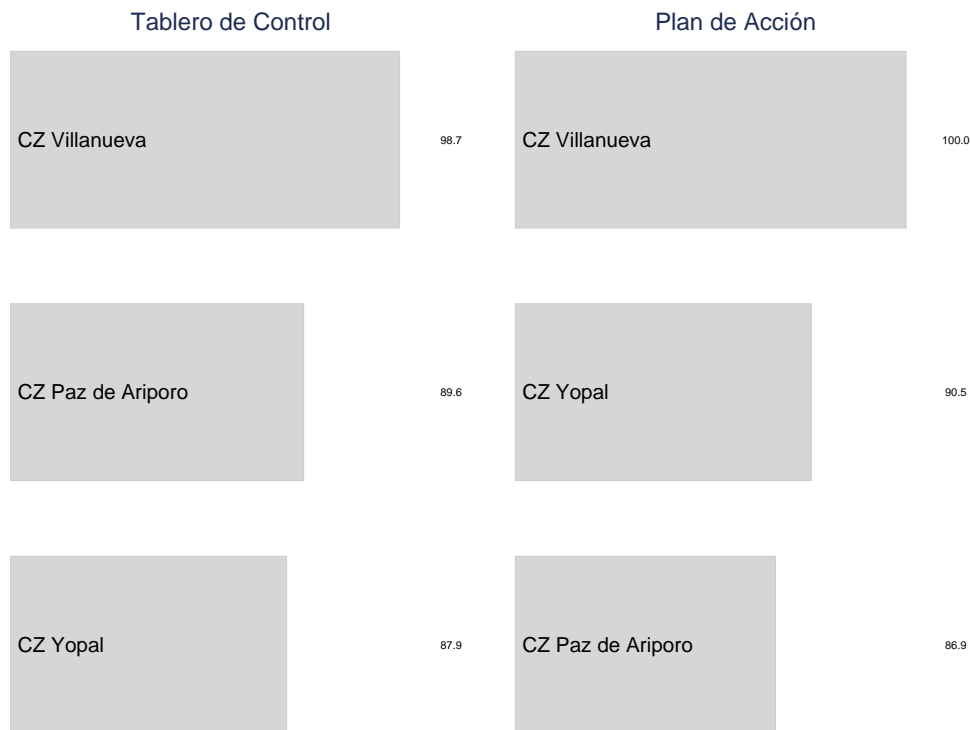 Tablero de Control
CZ Villanueva 98.7
CZ Paz de Ariporo 89.6
CZ Yopal 87.9
Plan de Acción
CZ Villanueva 100.0
CZ Yopal 90.5
CZ Paz de Ariporo 86.9